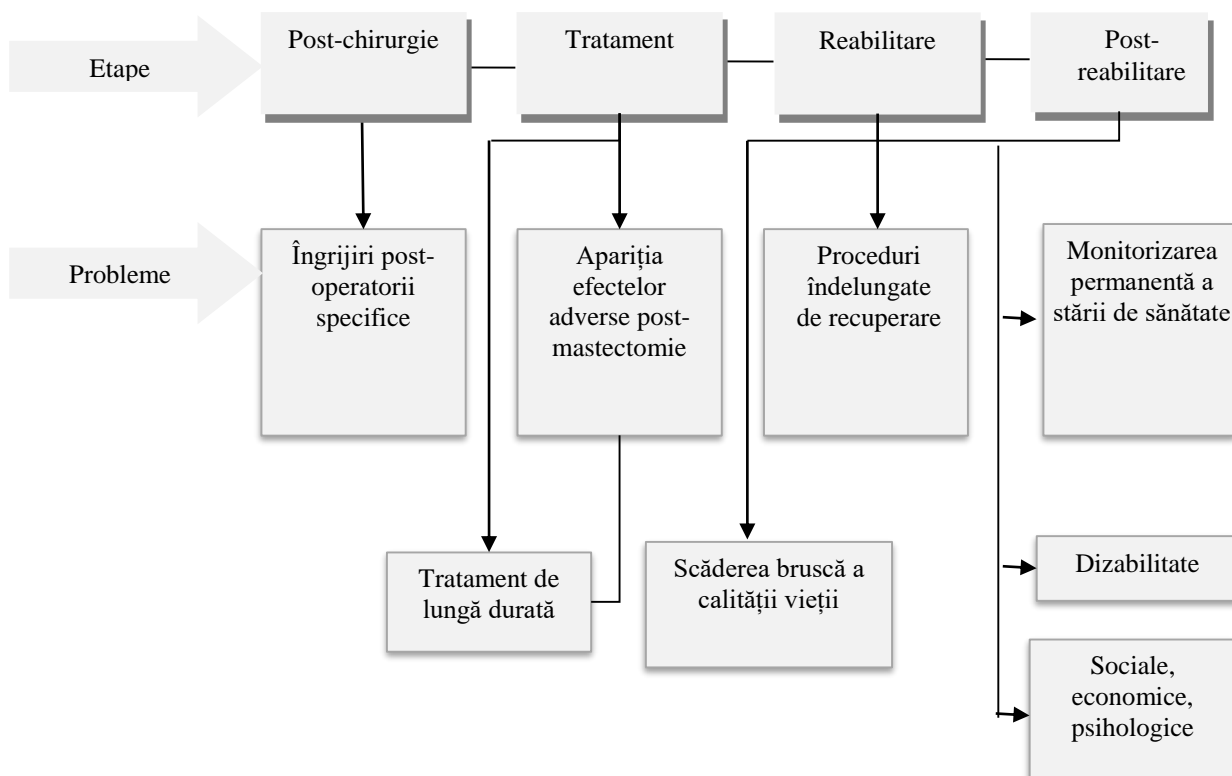 Etape
Post-chirurgie
Tratament
Reabilitare
Post-
reabilitare
Probleme
Îngrijiri post-
operatorii
specifice
Apariția
efectelor
adverse post-
mastectomie
Proceduri
îndelungate
de recuperare
Monitorizarea
permanentă a
stării de sănătate
Tratament de
lungă durată
Scăderea bruscă a
calității vieții
Dizabilitate
Sociale,
economice,
psihologice